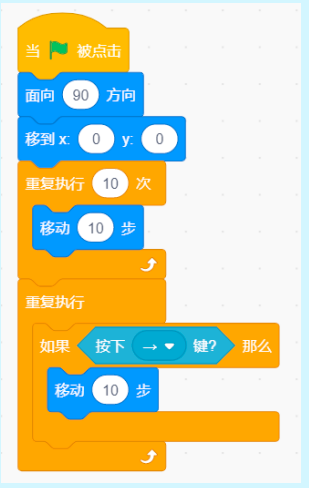 当 被点击
面向 90 方向
移到 x: 0 y: 0
重复执行 10 次
移动 10 步
重复执行
如果 按下 → 键? 那么
移动 10 步